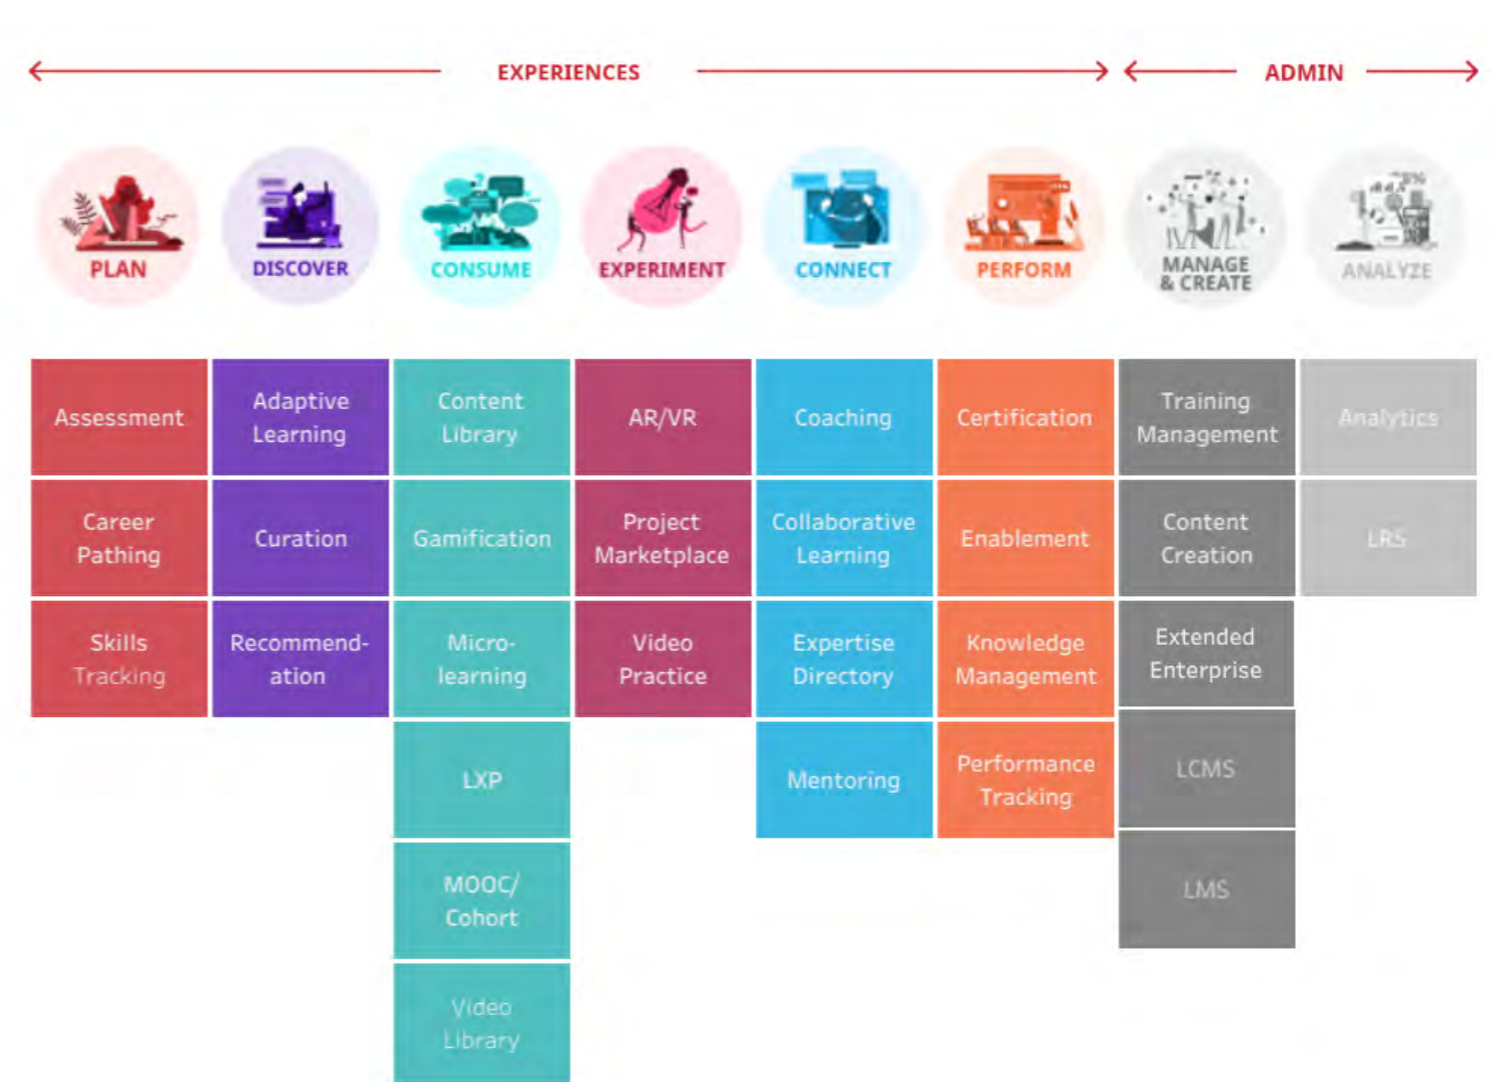 EXPERIENCES
ADMIN
PLAN
DISCOVER
CONSUME
EXPERIMENT
CONNECT
PERFORM
MANAGE
& CREATE
ANALYZE
Assessment
Career
Pathing
Skills
Tracking
Adaptive
Learning
Curation
Recommend-
ation
Content
Library
Gamification
Micro-
learning
LXP
MOOC/
Cohort
Video
Library
AR/VR
Project
Marketplace
Video
Practice
Coaching
Collaborative
Learning
Expertise
Directory
Mentoring
Certification
Enablement
Knowledge
Management
Performance
Tracking
Training
Management
Content
Creation
Extended
Enterprise
LCMS
LMS
Analytics
LRS